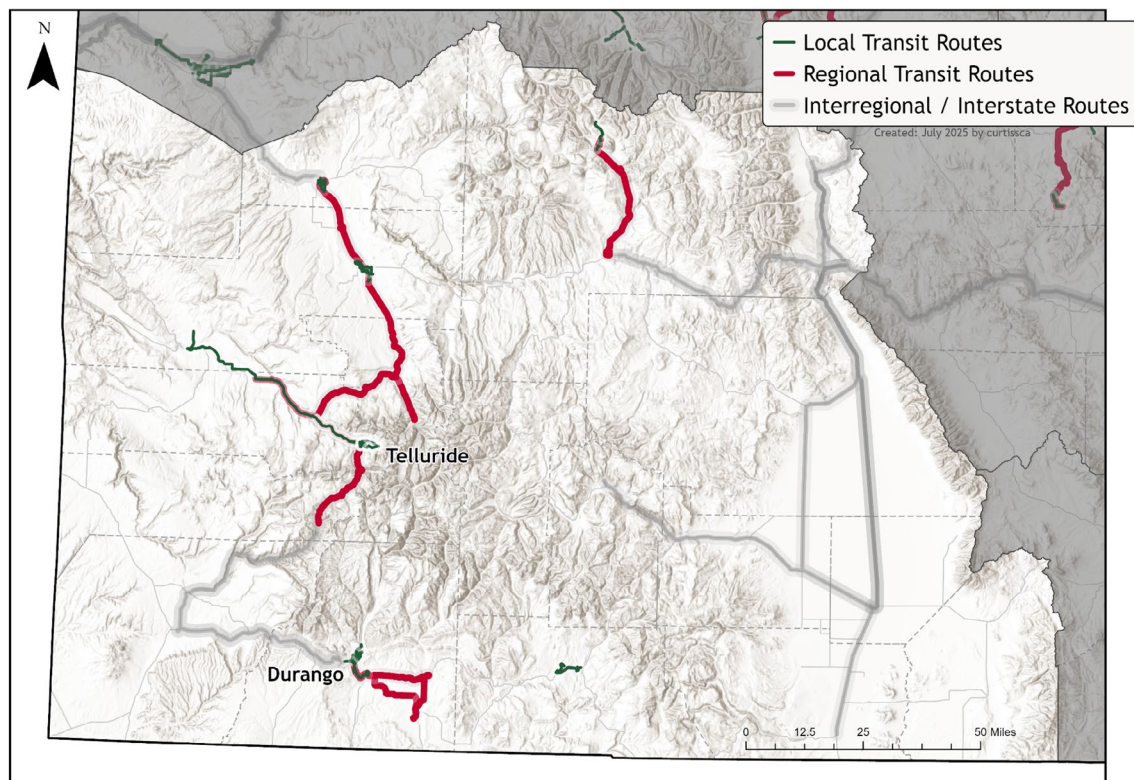 N
Local Transit Routes
Regional Transit Routes
Interregional / Interstate Routes
Created: July 2025 by curtissca
Telluride
Durango
0 12.5 25 50 Miles